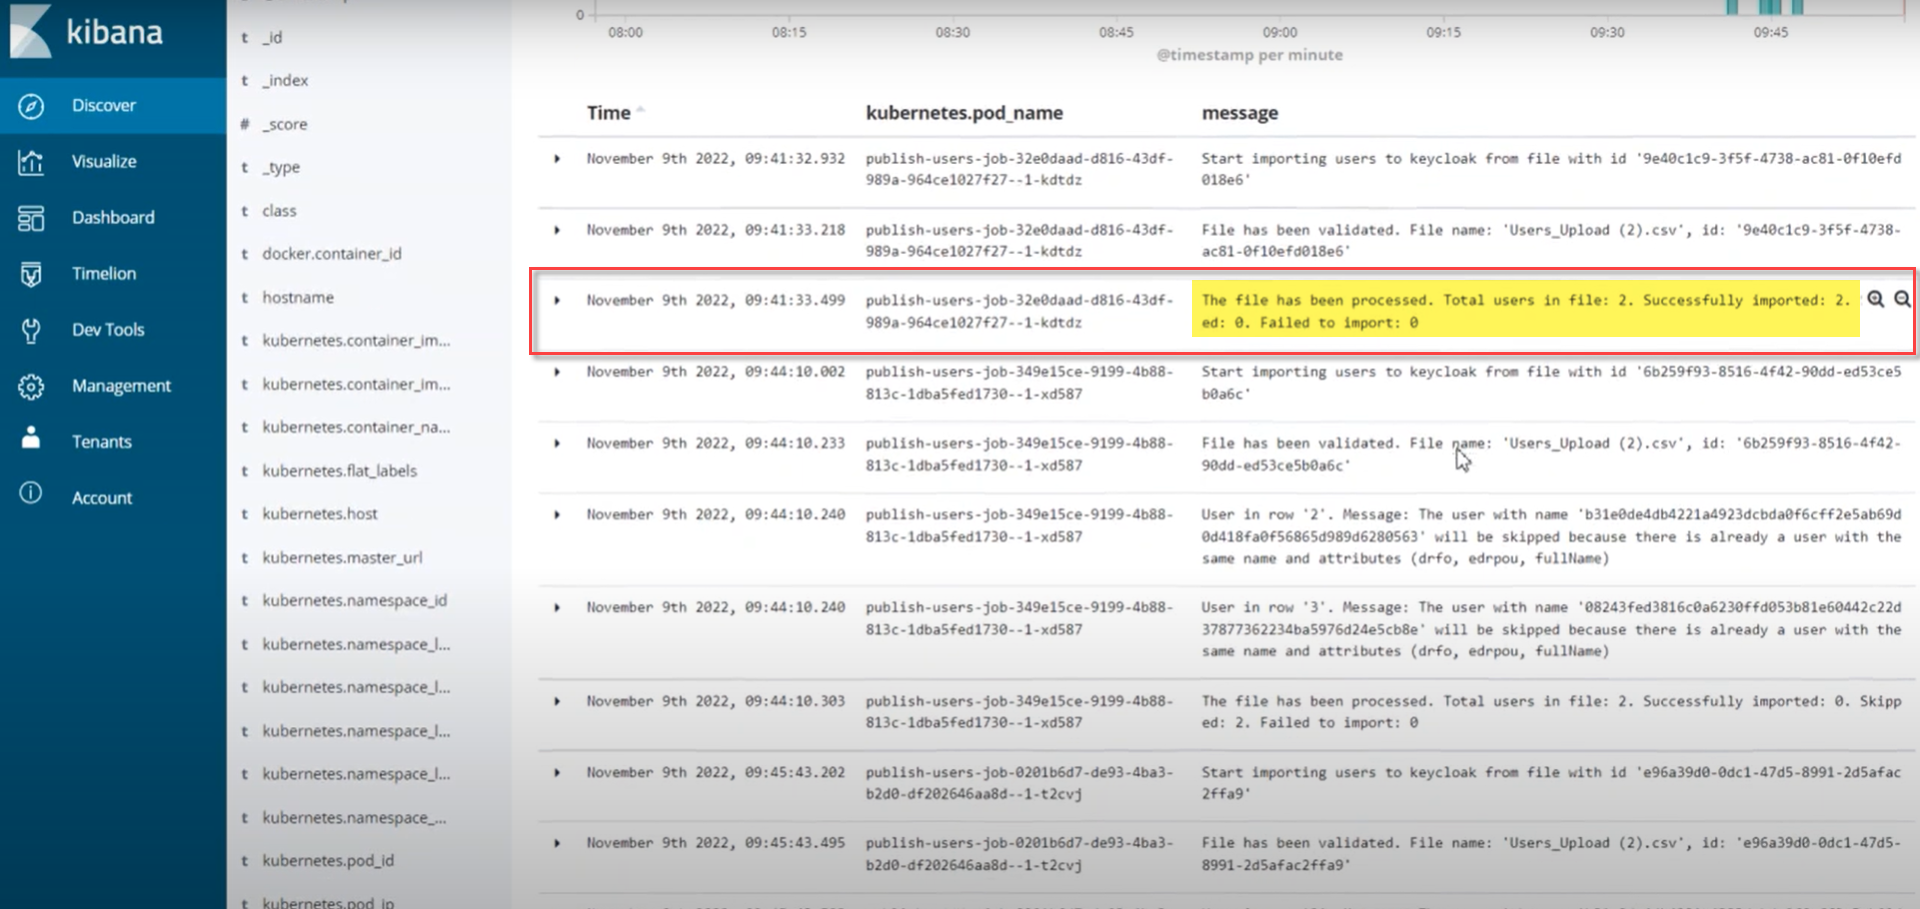 kibana
Discover
Visualize
Dashboard
Timelion
Dev Tools
Management
Tenants
Account
t _id
t _index
# _score
t _type
t class
t docker.container_id
t hostname
t kubernetes.container_im...
t kubernetes.container_im...
t kubernetes.container_na...
t kubernetes.flat_labels
t kubernetes.host
t kubernetes.master_url
t kubernetes.namespace_id
t kubernetes.namespace_l...
t kubernetes.namespace_l...
t kubernetes.namespace_l...
t kubernetes.namespace_l...
t kubernetes.namespace_...
t kubernetes.pod_id
t kubernetes.pod_ip
0
08:00 08:15 08:30 08:45 09:00 09:15 09:30 09:45
@timestamp per minute
Time kubernetes.pod_name message
November 9th 2022, 09:41:32.932 publish-users-job-32e0daad-d816-43df- Start importing users to keycloak from file with id '9e40c1c9-3f5f-4738-ac81-0f10efd
989a-964ce1027f27--1-kdtdz 018e6'
November 9th 2022, 09:41:33.218 publish-users-job-32e0daad-d816-43df- File has been validated. File name: 'Users_Upload (2).csv', id: '9e40c1c9-3f5f-4738-
989a-964ce1027f27--1-kdtdz ac81-0f10efd018e6'
November 9th 2022, 09:41:33.499 publish-users-job-32e0daad-d816-43df- The file has been processed. Total users in file: 2. Successfully imported: 2.
989a-964ce1027f27--1-kdtdz ed: 0. Failed to import: 0
November 9th 2022, 09:44:10.002 publish-users-job-349e15ce-9199-4b88- Start importing users to keycloak from file with id '6b259f93-8516-4f42-90dd-ed53ce5
813c-1dba5fed1730--1-xd587 b0a6c'
November 9th 2022, 09:44:10.233 publish-users-job-349e15ce-9199-4b88- File has been validated. File name: 'Users_Upload (2).csv', id: '6b259f93-8516-4f42-
813c-1dba5fed1730--1-xd587 90dd-ed53ce5b0a6c'
November 9th 2022, 09:44:10.240 publish-users-job-349e15ce-9199-4b88- User in row '2'. Message: The user with name 'b31e0de4db4221a4923dcbda0f6cff2e5ab69d
813c-1dba5fed1730--1-xd587 0d418fa0f56865d989d6280563' will be skipped because there is already a user with the
same name and attributes (drfo, edrpou, fullName)
November 9th 2022, 09:44:10.240 publish-users-job-349e15ce-9199-4b88- User in row '3'. Message: The user with name '08243fed3816c0a6230ffd053b81e60442c22d
813c-1dba5fed1730--1-xd587 37877362234ba5976d24e5cb8e' will be skipped because there is already a user with the
same name and attributes (drfo, edrpou, fullName)
November 9th 2022, 09:44:10.303 publish-users-job-349e15ce-9199-4b88- The file has been processed. Total users in file: 2. Successfully imported: 0. Skipp
813c-1dba5fed1730--1-xd587 ed: 2. Failed to import: 0
November 9th 2022, 09:45:43.202 publish-users-job-0201b6d7-de93-4ba3- Start importing users to keycloak from file with id 'e96a39d0-0dc1-47d5-8991-2d5afac
b2d0-df202646aa8d--1-t2cvj 2ffa9'
November 9th 2022, 09:45:43.495 publish-users-job-0201b6d7-de93-4ba3- File has been validated. File name: 'Users_Upload (2).csv', id: 'e96a39d0-0dc1-47d5-
b2d0-df202646aa8d--1-t2cvj 8991-2d5afac2ffa9'